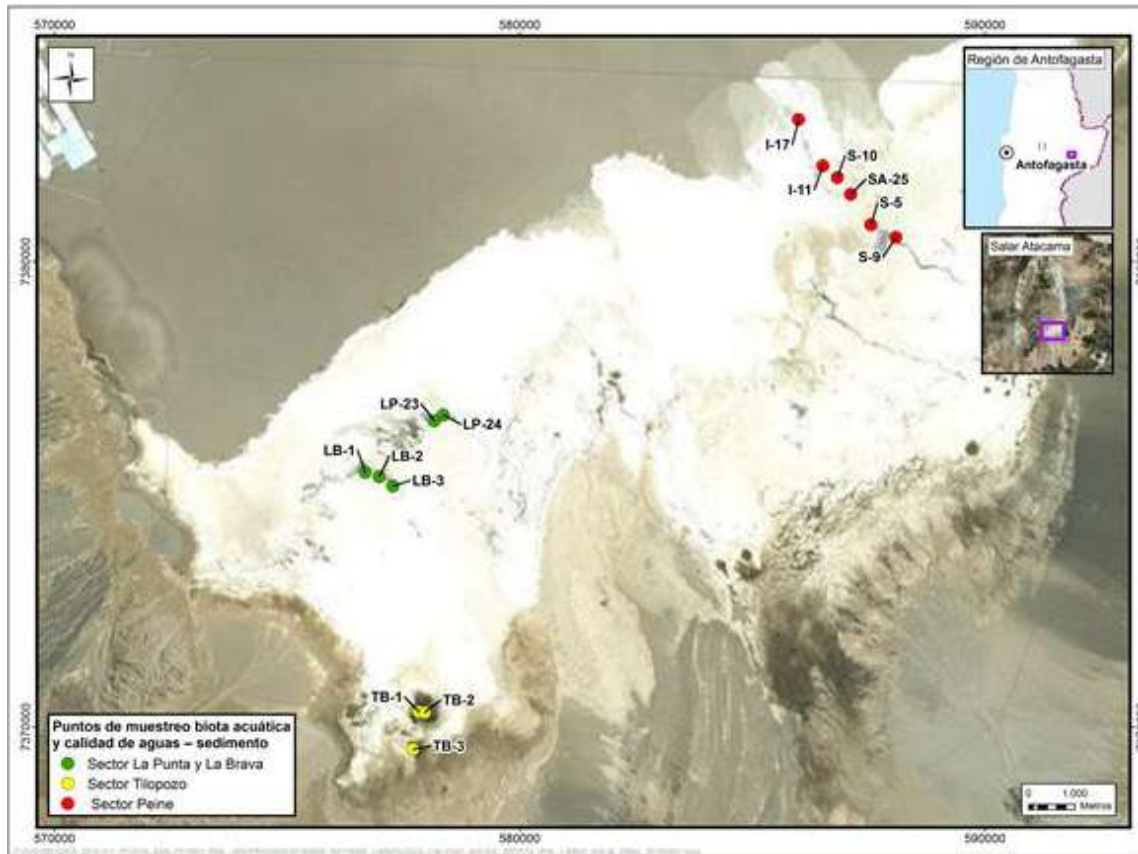 570000
580000
590000
N
Región de Antofagasta
Antofagasta
Salar Atacama
I-17
S-10
I-11
SA-25
S-5
S-9
7380000
LP-23
LP-24
LB-1
LB-2
LB-3
TB-1
TB-2
TB-3
7370000
Puntos de muestreo biota acuática
y calidad de aguas – sedimento
Sector La Punta y La Brava
Sector Tilopozo
Sector Peine
0
1.000
Metros
570000
580000
590000